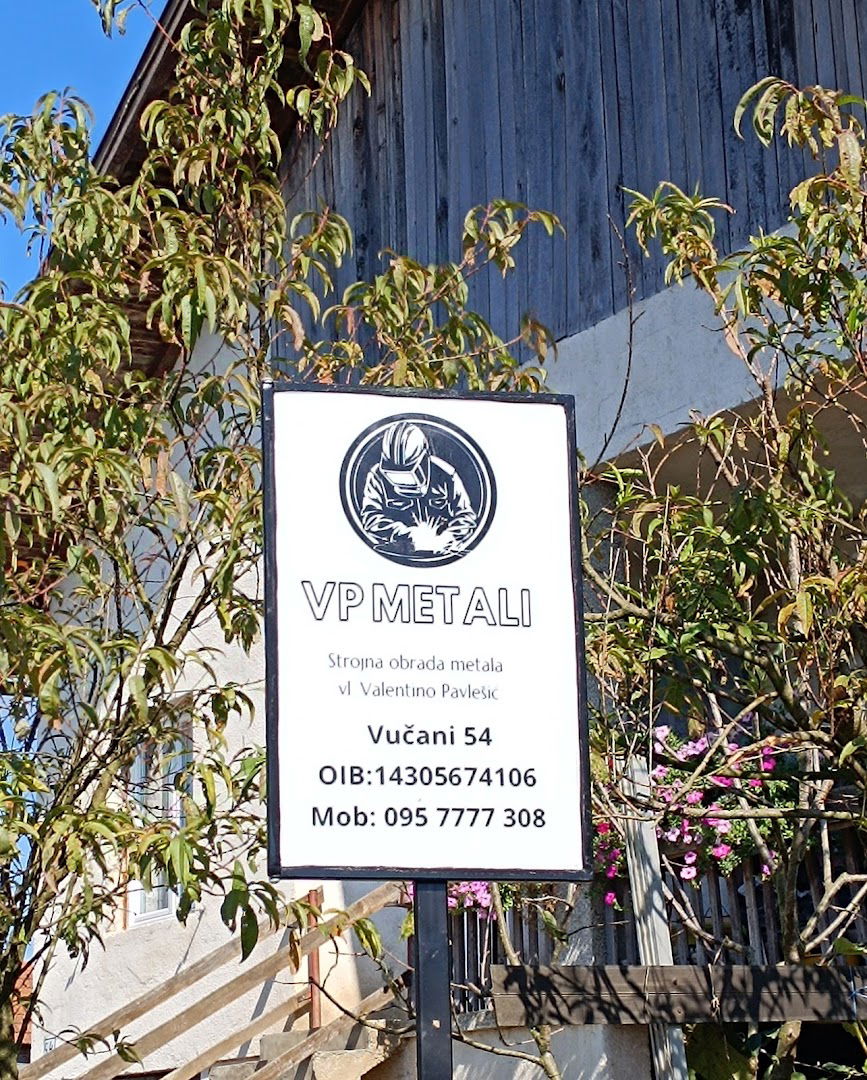 VP METALI
Strojna obrada metala
vl Valentino Pavlešić
Vučani 54
OIB:14305674106
Mob: 095 7777 308